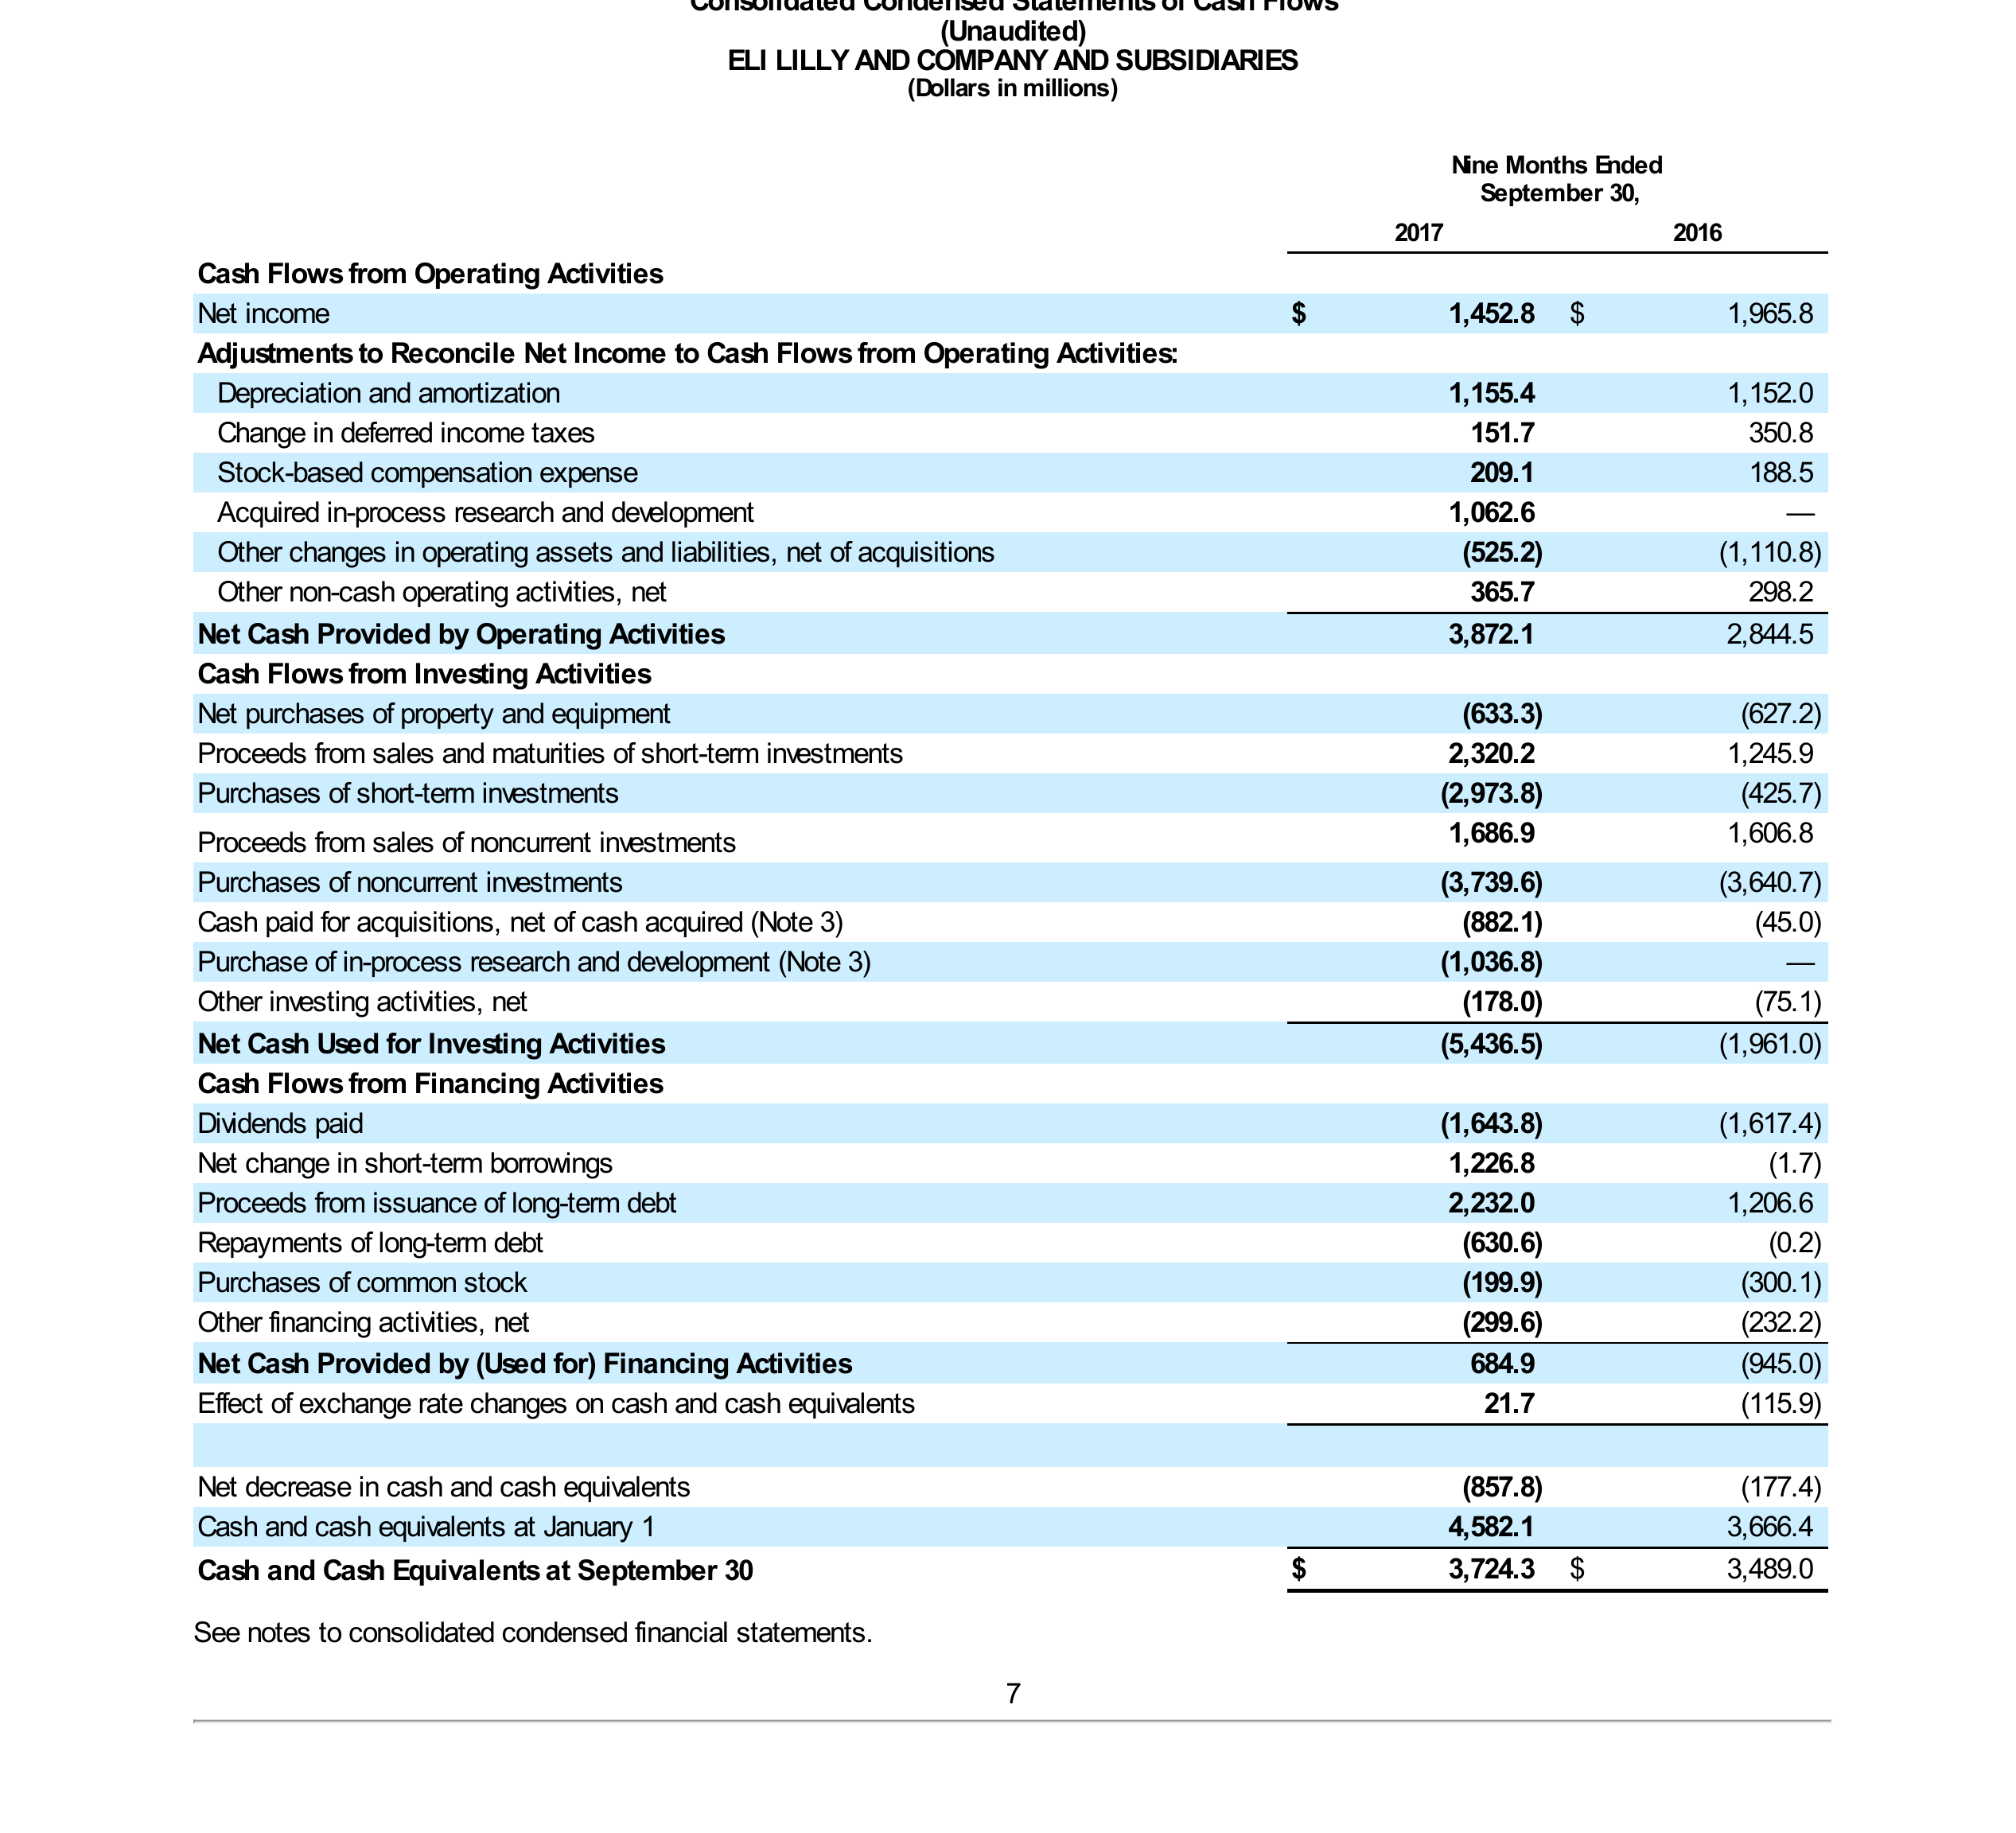 Consolidated Condensed Statements of Cash Flows
(Unaudited)
ELI LILLY AND COMPANY AND SUBSIDIARIES
(Dollars in millions)
Nine Months Ended
September 30,
2017 2016
Cash Flows from Operating Activities
Net income $ 1,452.8 $ 1,965.8
Adjustments to Reconcile Net Income to Cash Flows from Operating Activities:
Depreciation and amortization 1,155.4 1,152.0
Change in deferred income taxes 151.7 350.8
Stock-based compensation expense 209.1 188.5
Acquired in-process research and development 1,062.6 —
Other changes in operating assets and liabilities, net of acquisitions (525.2) (1,110.8)
Other non-cash operating activities, net 365.7 298.2
Net Cash Provided by Operating Activities 3,872.1 2,844.5
Cash Flows from Investing Activities
Net purchases of property and equipment (633.3) (627.2)
Proceeds from sales and maturities of short-term investments 2,320.2 1,245.9
Purchases of short-term investments (2,973.8) (425.7)
Proceeds from sales of noncurrent investments 1,686.9 1,606.8
Purchases of noncurrent investments (3,739.6) (3,640.7)
Cash paid for acquisitions, net of cash acquired (Note 3) (882.1) (45.0)
Purchase of in-process research and development (Note 3) (1,036.8) —
Other investing activities, net (178.0) (75.1)
Net Cash Used for Investing Activities (5,436.5) (1,961.0)
Cash Flows from Financing Activities
Dividends paid (1,643.8) (1,617.4)
Net change in short-term borrowings 1,226.8 (1.7)
Proceeds from issuance of long-term debt 2,232.0 1,206.6
Repayments of long-term debt (630.6) (0.2)
Purchases of common stock (199.9) (300.1)
Other financing activities, net (299.6) (232.2)
Net Cash Provided by (Used for) Financing Activities 684.9 (945.0)
Effect of exchange rate changes on cash and cash equivalents 21.7 (115.9)
Net decrease in cash and cash equivalents (857.8) (177.4)
Cash and cash equivalents at January 1 4,582.1 3,666.4
Cash and Cash Equivalents at September 30 $ 3,724.3 $ 3,489.0
See notes to consolidated condensed financial statements.
7